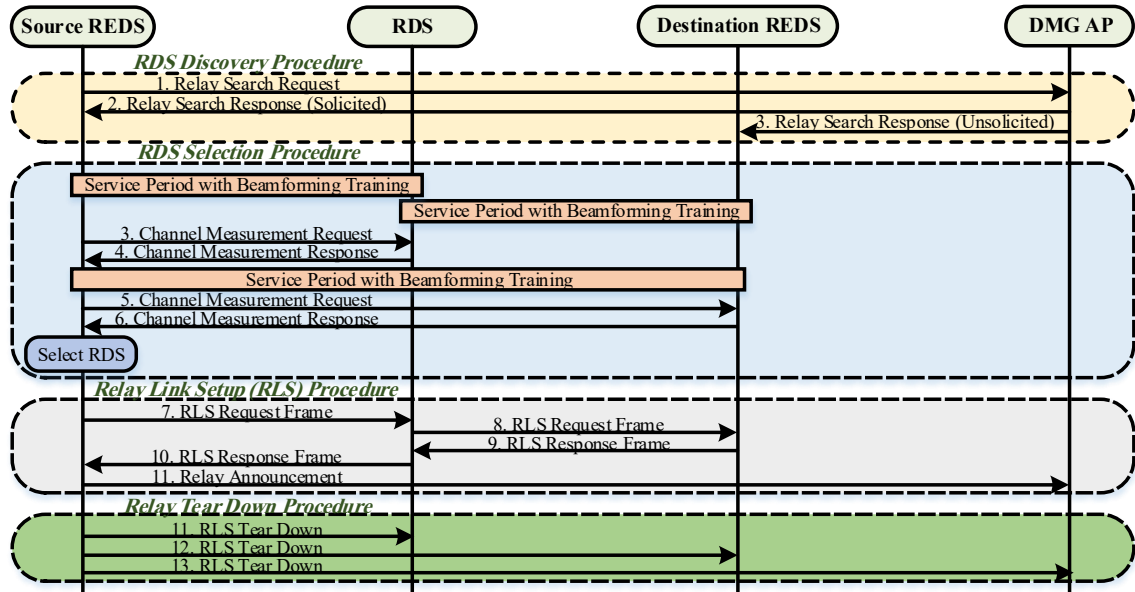 Source REDS
RDS
Destination REDS
DMG AP
RDS Discovery Procedure
1. Relay Search Request
2. Relay Search Response (Solicited)
3. Relay Search Response (Unsolicited)
RDS Selection Procedure
Service Period with Beamforming Training
Service Period with Beamforming Training
3. Channel Measurement Request
4. Channel Measurement Response
Service Period with Beamforming Training
5. Channel Measurement Request
6. Channel Measurement Response
Select RDS
Relay Link Setup (RLS) Procedure
7. RLS Request Frame
8. RLS Request Frame
9. RLS Response Frame
10. RLS Response Frame
11. Relay Announcement
Relay Tear Down Procedure
11. RLS Tear Down
12. RLS Tear Down
13. RLS Tear Down